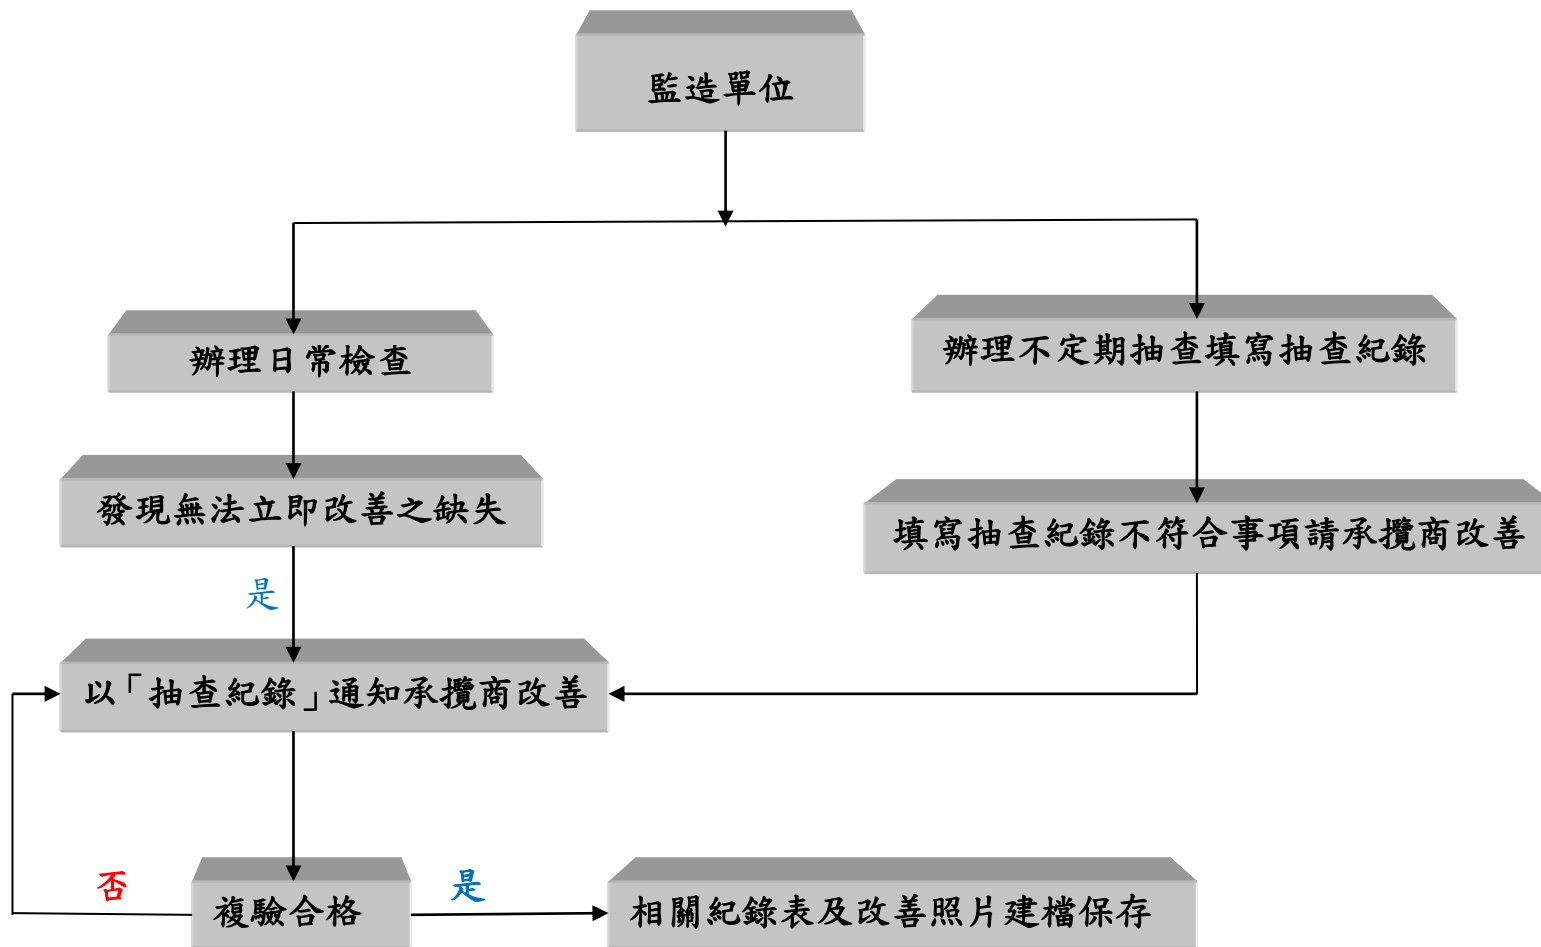 監造單位
辦理日常檢查
辦理不定期抽查填寫抽查紀錄
發現無法立即改善之缺失
填寫抽查紀錄不符合事項請承攬商改善
是
以「抽查紀錄」通知承攬商改善
否
複驗合格
是
相關紀錄表及改善照片建檔保存